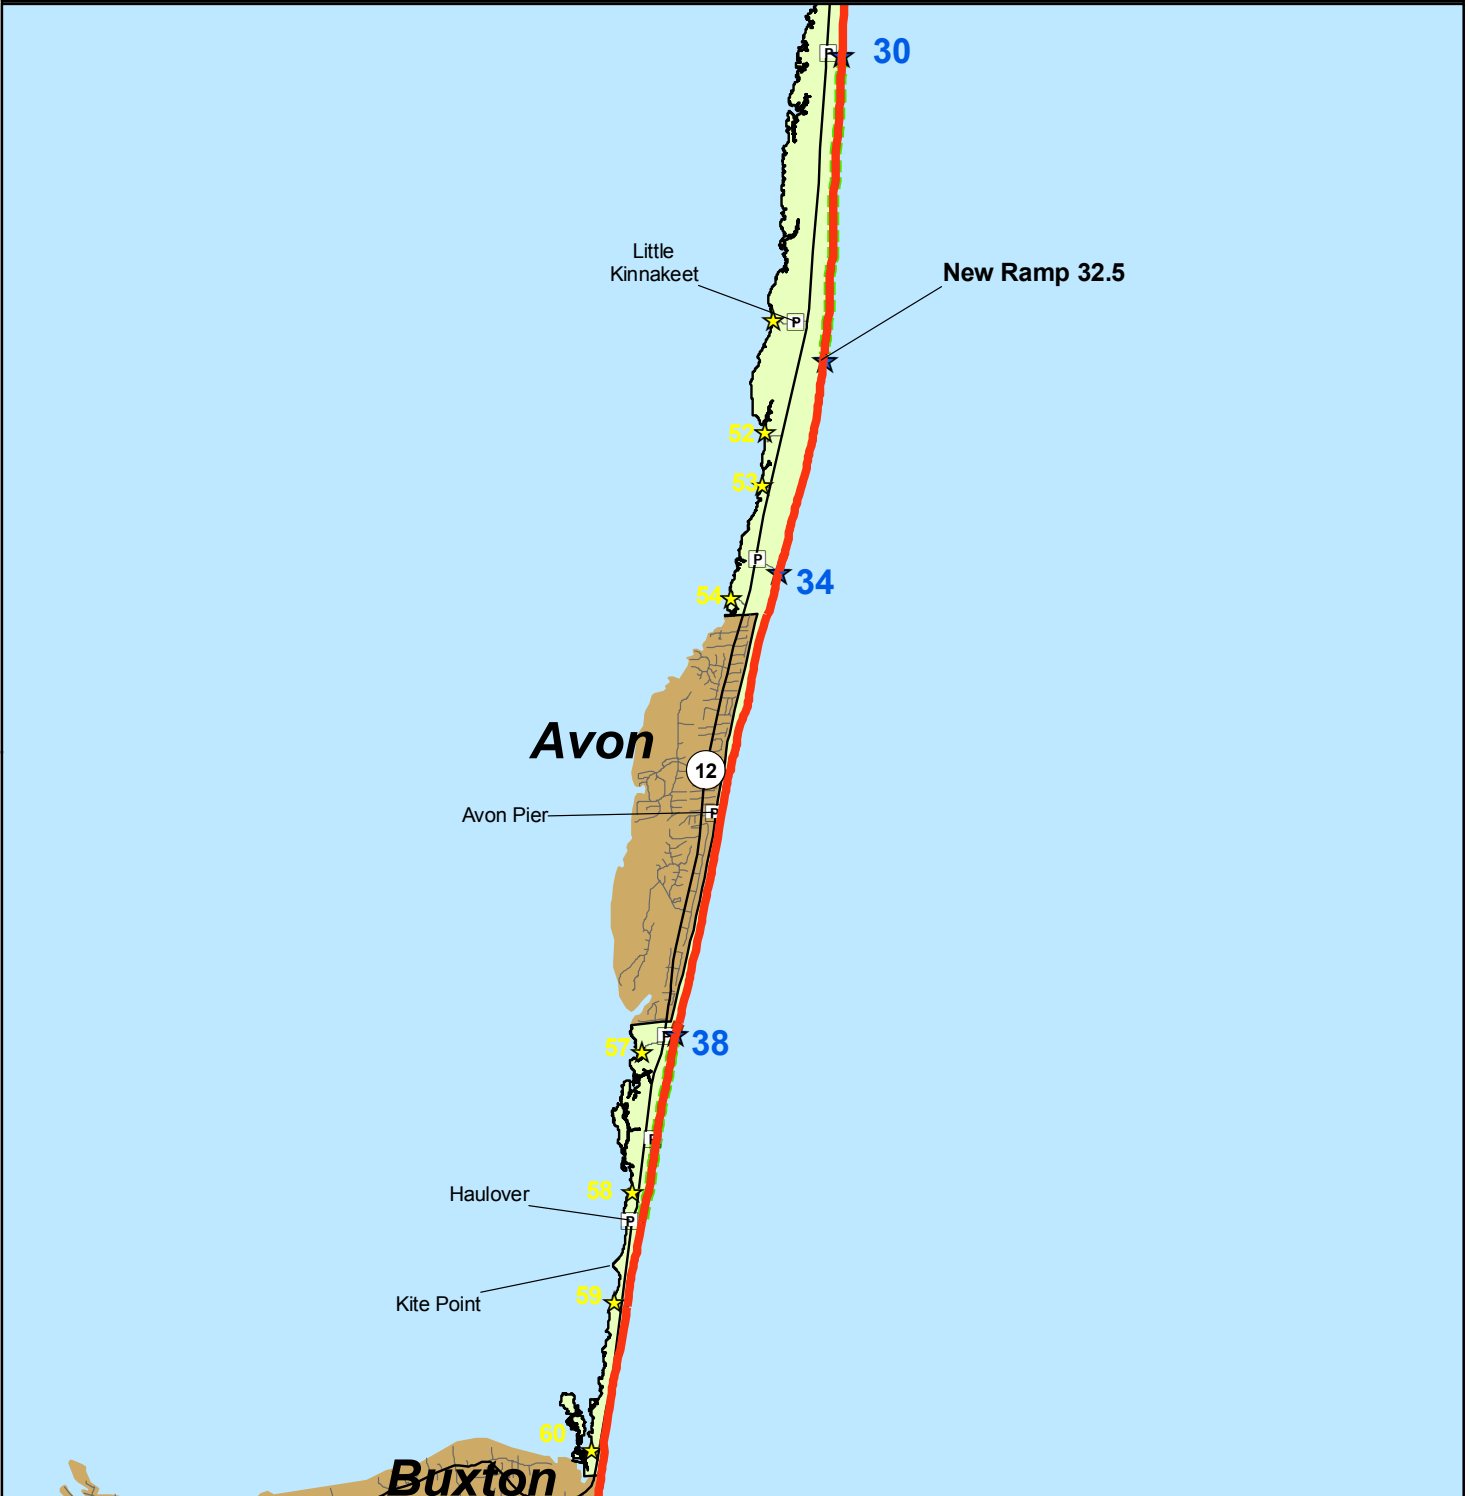 P
30
Little
Kinnakeet
New Ramp 32.5
P
52
53
P
34
54
Avon
12
Avon Pier
P
P
38
57
P
58
Haulover
P
Kite Point
59
60
Buxton